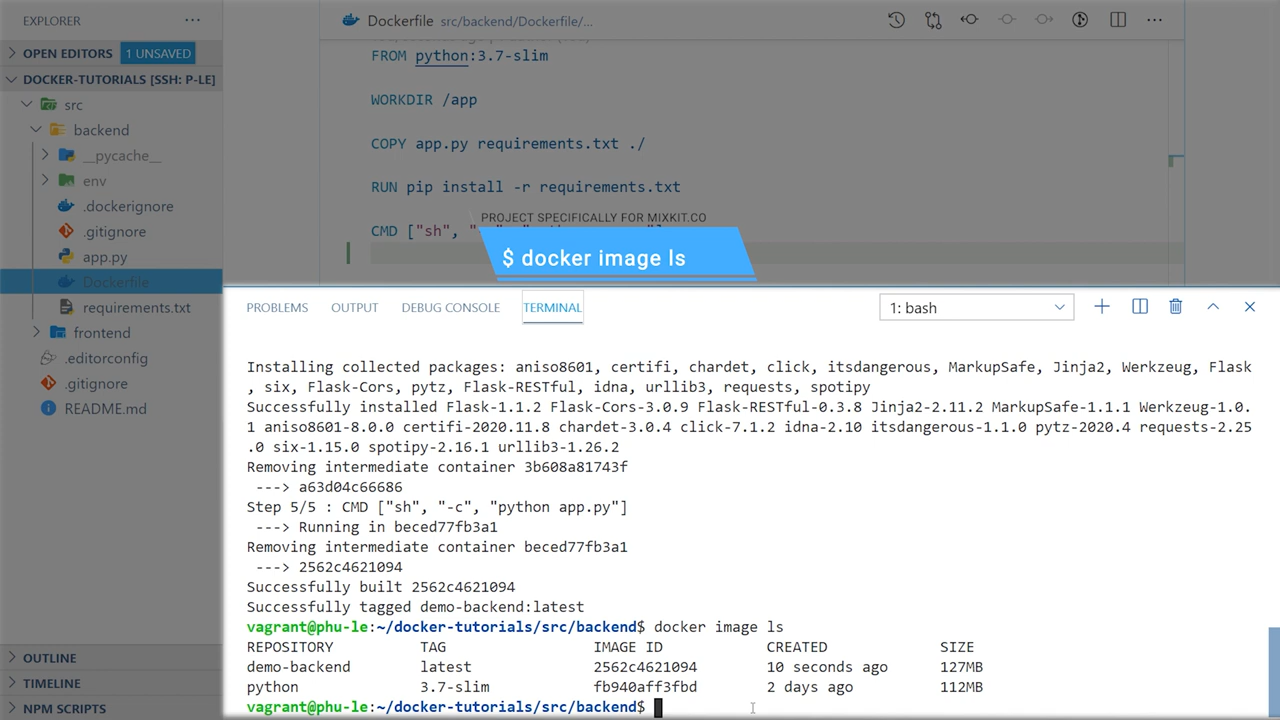 EXPLORER
Dockerfile src/backend/Dockerfile/...
OPEN EDITORS 1 UNSAVED
DOCKER-TUTORIALS [SSH: P-LE]
src
backend
__pycache__
env
.dockerignore
.gitignore
app.py
Dockerfile
requirements.txt
frontend
.editorconfig
.gitignore
README.md
OUTLINE
TIMELINE
NPM SCRIPTS
FROM python:3.7-slim
WORKDIR /app
COPY app.py requirements.txt ./
RUN pip install -r requirements.txt
PROJECT SPECIFICALLY FOR MIXKIT.CO
CMD ["sh",
$ docker image ls
PROBLEMS OUTPUT DEBUG CONSOLE TERMINAL 1: bash
Installing collected packages: aniso8601, certifi, chardet, click, itsdangerous, MarkupSafe, Jinja2, Werkzeug, Flask
, six, Flask-Cors, pytz, Flask-RESTful, idna, urllib3, requests, spotipy
Successfully installed Flask-1.1.2 Flask-Cors-3.0.9 Flask-RESTful-0.3.8 Jinja2-2.11.2 MarkupSafe-1.1.1 Werkzeug-1.0.
1 aniso8601-8.0.0 certifi-2020.11.8 chardet-3.0.4 click-7.1.2 idna-2.10 itsdangerous-1.1.0 pytz-2020.4 requests-2.25
.0 six-1.15.0 spotipy-2.16.1 urllib3-1.26.2
Removing intermediate container 3b608a81743f
---> a63d04c66686
Step 5/5 : CMD ["sh", "-c", "python app.py"]
---> Running in beced77fb3a1
Removing intermediate container beced77fb3a1
---> 2562c4621094
Successfully built 2562c4621094
Successfully tagged demo-backend:latest
vagrant@phu-le:~/docker-tutorials/src/backend$ docker image ls
REPOSITORY TAG IMAGE ID CREATED SIZE
demo-backend latest 2562c4621094 10 seconds ago 127MB
python 3.7-slim fb940aff3fbd 2 days ago 112MB
vagrant@phu-le:~/docker-tutorials/src/backend$